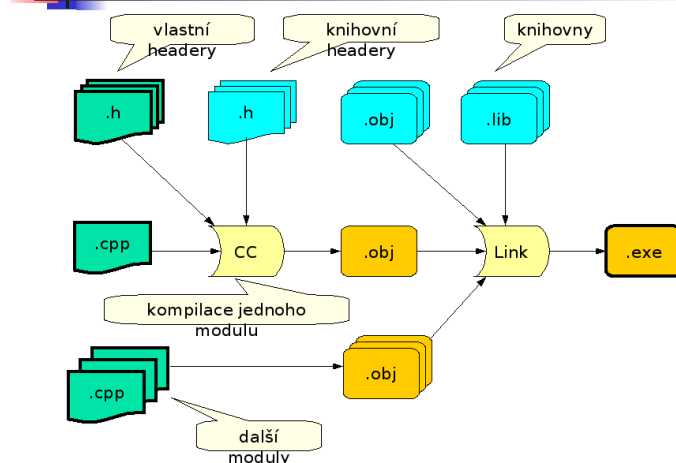 vlastní
headery
knihovní
headery
knihovny
.h
.h
.obj
.lib
.cpp
CC
.obj
Link
.exe
kompilace jednoho
modulu
.cpp
.obj
další
moduly